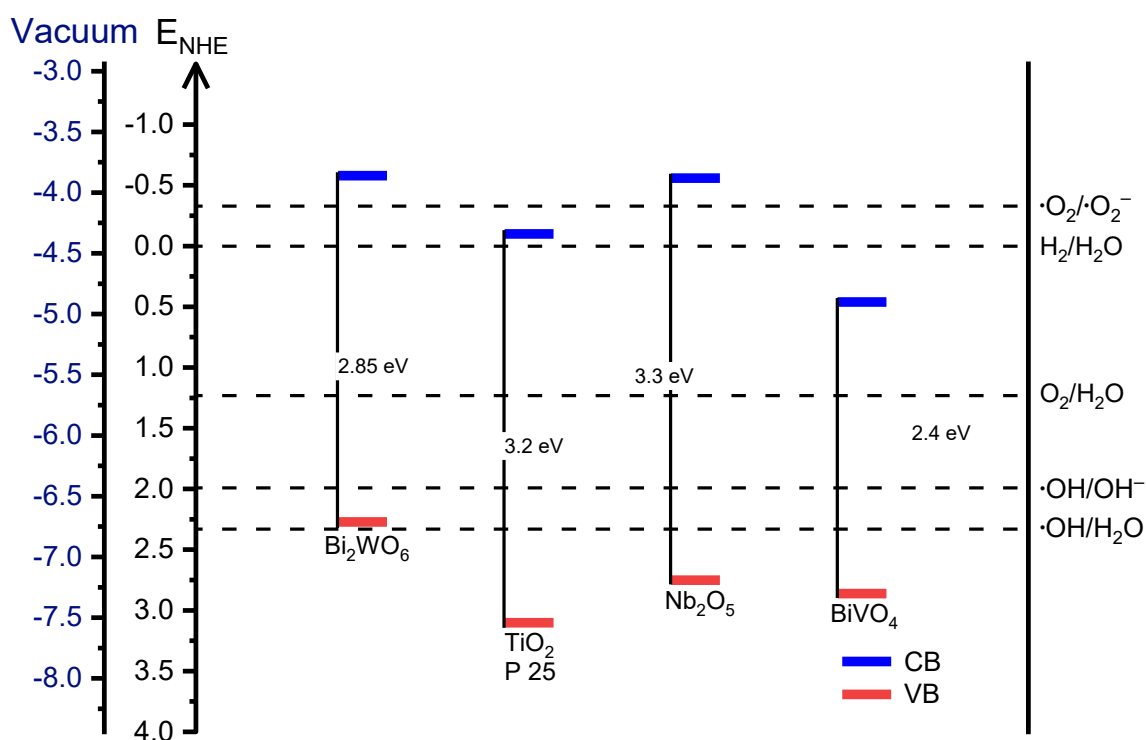 Vacuum E_NHE
-3.0
-3.5
-4.0
-4.5
-5.0
-5.5
-6.0
-6.5
-7.0
-7.5
-8.0
-1.0
-0.5
0.0
0.5
1.0
1.5
2.0
2.5
3.0
3.5
4.0
2.85 eV
Bi₂WO₆
3.2 eV
TiO₂
P 25
3.3 eV
Nb₂O₅
2.4 eV
BiVO₄
CB
VB
·O₂/·O₂⁻
H₂/H₂O
O₂/H₂O
·OH/OH⁻
·OH/H₂O